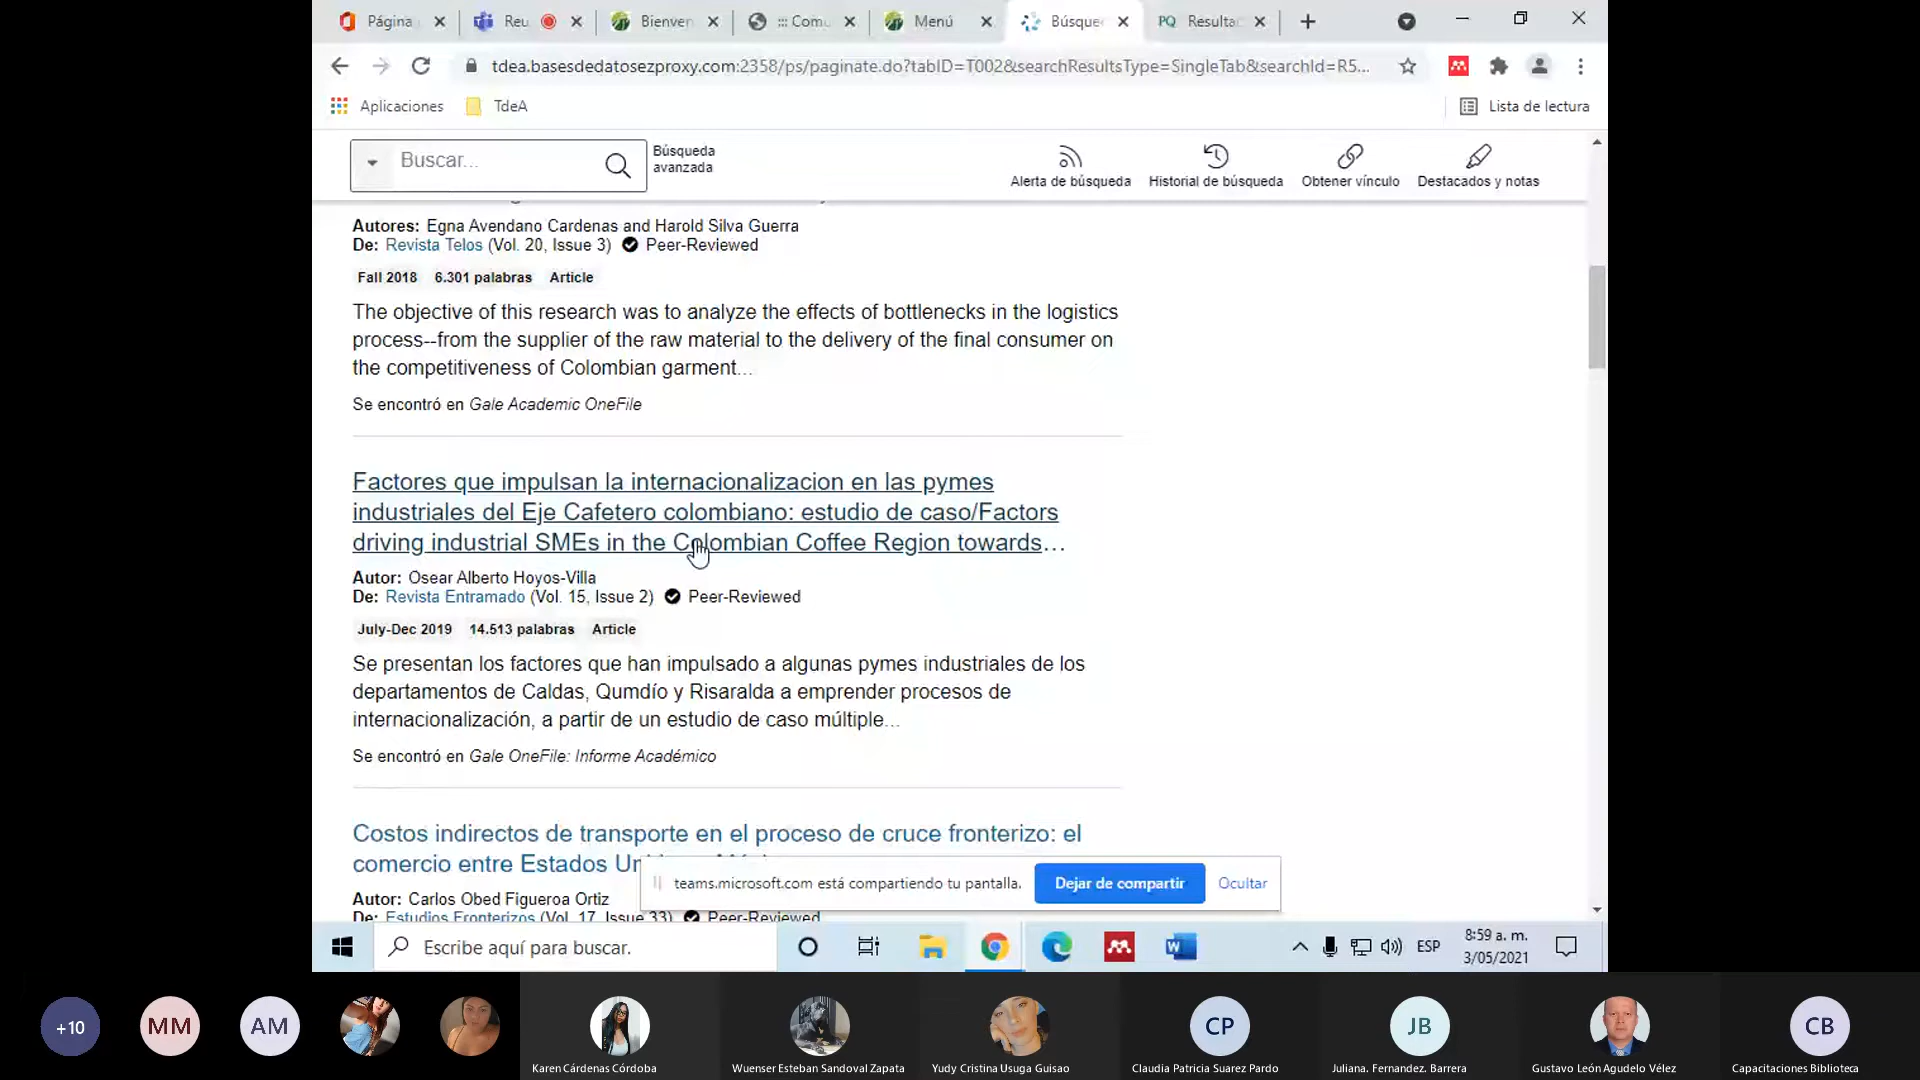 Página
Reu
Bienven
::: Comu
Menú
Búsque
PQ Resulta
tdea.basesdedatosezproxy.com:2358/ps/paginate.do?tabID=T002&searchResultsType=SingleTab&searchId=R5...
Aplicaciones
TdeA
Lista de lectura
Buscar...
Búsqueda
avanzada
Alerta de búsqueda
Historial de búsqueda
Obtener vínculo
Destacados y notas
Autores: Egna Avendano Cardenas and Harold Silva Guerra
De: Revista Telos (Vol. 20, Issue 3) Peer-Reviewed
Fall 2018 6.301 palabras Article
The objective of this research was to analyze the effects of bottlenecks in the logistics
process--from the supplier of the raw material to the delivery of the final consumer on
the competitiveness of Colombian garment...
Se encontró en Gale Academic OneFile
Factores que impulsan la internacionalizacion en las pymes
industriales del Eje Cafetero colombiano: estudio de caso/Factors
driving industrial SMEs in the Colombian Coffee Region towards...
Autor: Osear Alberto Hoyos-Villa
De: Revista Entramado (Vol. 15, Issue 2) Peer-Reviewed
July-Dec 2019 14.513 palabras Article
Se presentan los factores que han impulsado a algunas pymes industriales de los
departamentos de Caldas, Qumdío y Risaralda a emprender procesos de
internacionalización, a partir de un estudio de caso múltiple...
Se encontró en Gale OneFile: Informe Académico
Costos indirectos de transporte en el proceso de cruce fronterizo: el
comercio entre Estados
Autor: Carlos Obed Figueroa Ortiz
De: Estudios Fronterizos (Vol. 17, Issue 33) Peer-Reviewed
teams.microsoft.com está compartiendo tu pantalla.
Dejar de compartir
Ocultar
Escribe aquí para buscar.
ESP
8:59 a. m.
3/05/2021
+10
MM
AM
CP
JB
CB
Karen Cárdenas Córdoba
Wuenser Esteban Sandoval Zapata
Yudy Cristina Usuga Guisao
Claudia Patricia Suarez Pardo
Juliana. Fernandez. Barrera
Gustavo León Agudelo Vélez
Capacitaciones Biblioteca